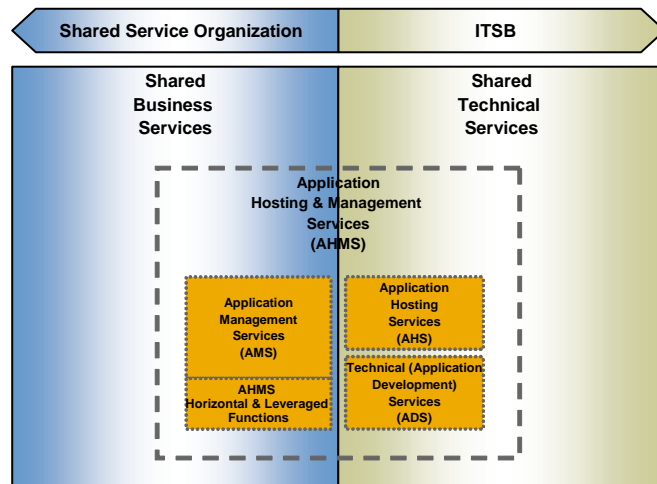 Shared Service Organization
ITSB
Shared
Business
Services
Shared
Technical
Services
Application
Hosting & Management
Services
(AHMS)
Application
Management
Services
(AMS)
AHMS
Horizontal & Leveraged
Functions
Application
Hosting
Services
(AHS)
Technical (Application
Development)
Services
(ADS)